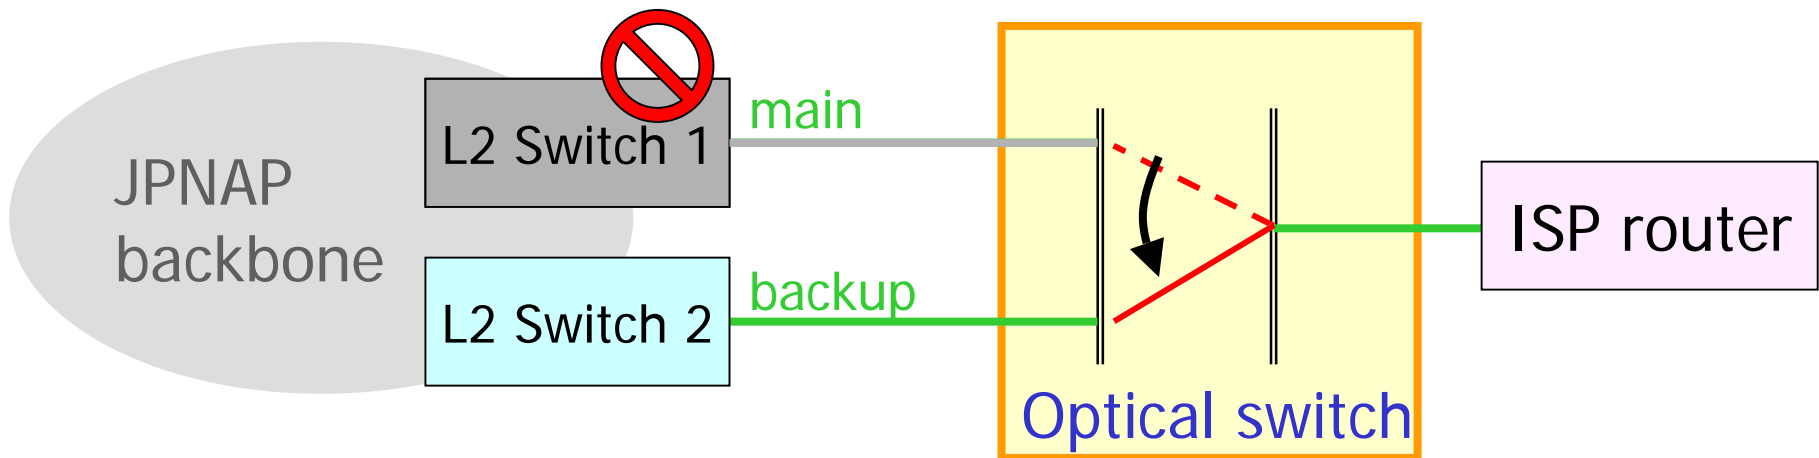 JPNAP
backbone
L2 Switch 1
main
L2 Switch 2
backup
Optical switch
ISP router